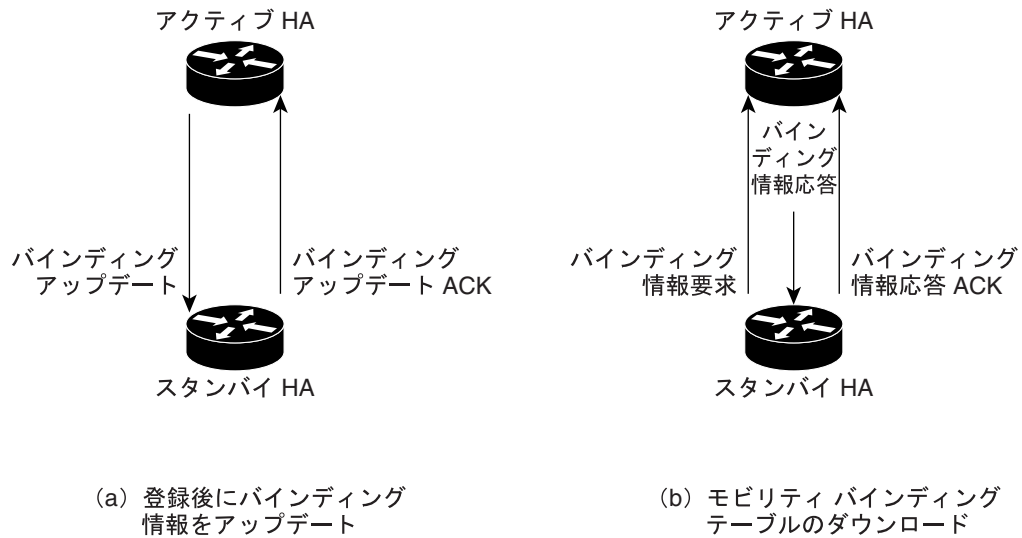 アクティブ HA
バインディング
アップデート
バインディング
アップデート ACK
スタンバイ HA
(a) 登録後にバインディング
情報をアップデート
アクティブ HA
バイン
ディング
情報応答
バインディング
情報要求
バインディング
情報応答 ACK
スタンバイ HA
(b) モビリティ バインディング
テーブルのダウンロード